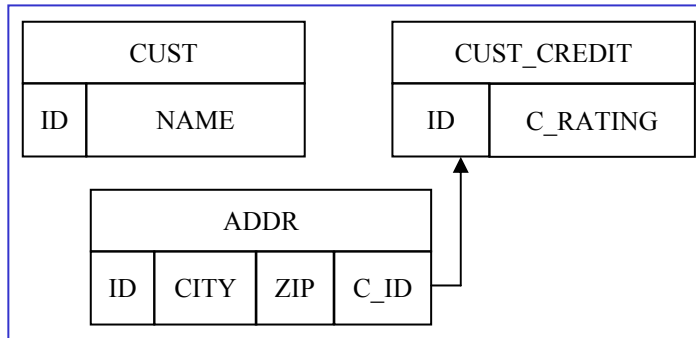 CUST
ID NAME
CUST_CREDIT
ID C_RATING
ADDR
ID CITY ZIP C_ID